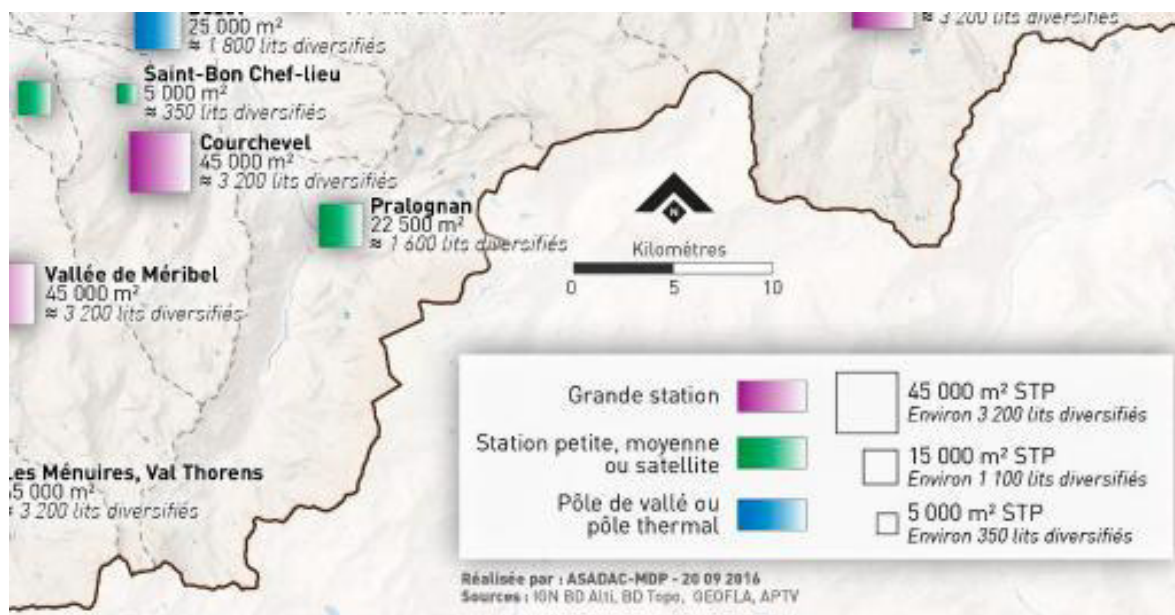 25 000 m²
≈ 1 800 lits diversifiés
≈ 3 200 lits diversifiés
Saint-Bon Chef-lieu
5 000 m²
≈ 350 lits diversifiés
Courchevel
45 000 m²
≈ 3 200 lits diversifiés
Pralognan
22 500 m²
≈ 1 600 lits diversifiés
N
Kilomètres
0 5 10
Vallée de Méribel
45 000 m²
≈ 3 200 lits diversifiés
Les Ménuires, Val Thorens
45 000 m²
≈ 3 200 lits diversifiés
Grande station
Station petite, moyenne
ou satellite
Pôle de vallé ou
pôle thermal
45 000 m² STP
Environ 3 200 lits diversifiés
15 000 m² STP
Environ 1 100 lits diversifiés
5 000 m² STP
Environ 350 lits diversifiés
Réalisée par : ASADAC-MDP - 20 09 2016
Sources : IGN BD Alti, BD Topo, GEOFLA, APTV